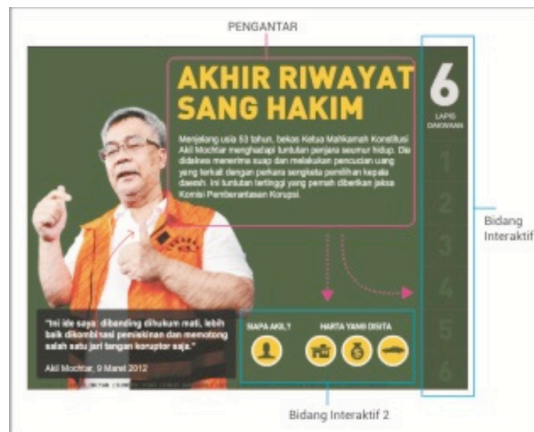 PENGANTAR
AKHIR RIWAYAT
SANG HAKIM
Menjelang usia 53 tahun, bekas Ketua Mahkamah Konstitusi
Akil Mochtar menghadapi tuntutan penjara seumur hidup. Dia
didakwa menerima suap dan melakukan pencucian uang
yang terkait dengan perkara sengketa pemilihan kepala
daerah. Ini tuntutan tertinggi yang pernah diberikan jaksa
Komisi Pemberantasan Korupsi.
6
LAPIS
DAKWAAN
1
2
3
4
5
6
Bidang
Interaktif
"Ini ide saya: dibanding dihukum mati, lebih
baik dikombinasi pemiskinan dan memotong
salah satu jari tangan koruptor saja."
Akil Mochtar, 9 Maret 2012
SIAPA AKIL?
HARTA YANG DISITA
$
Bidang Interaktif 2